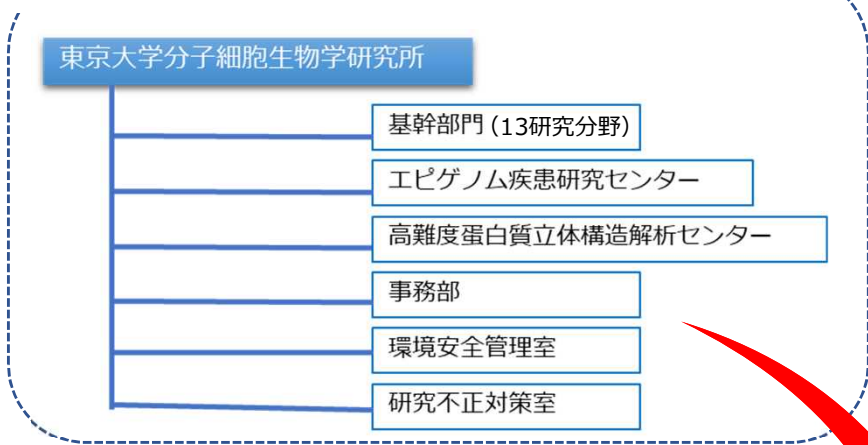 東京大学分子細胞生物学研究所
基幹部門(13研究分野)
エピゲノム疾患研究センター
高難度蛋白質立体構造解析センター
事務部
環境安全管理室
研究不正対策室